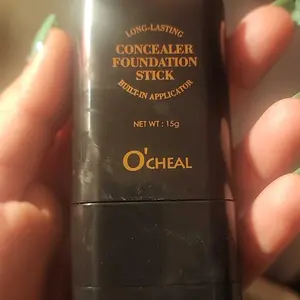 LONG-LASTING
CONCEALER
FOUNDATION
STICK
BUILT-IN APPLICATOR
NET WT : 15g
O'CHEAL